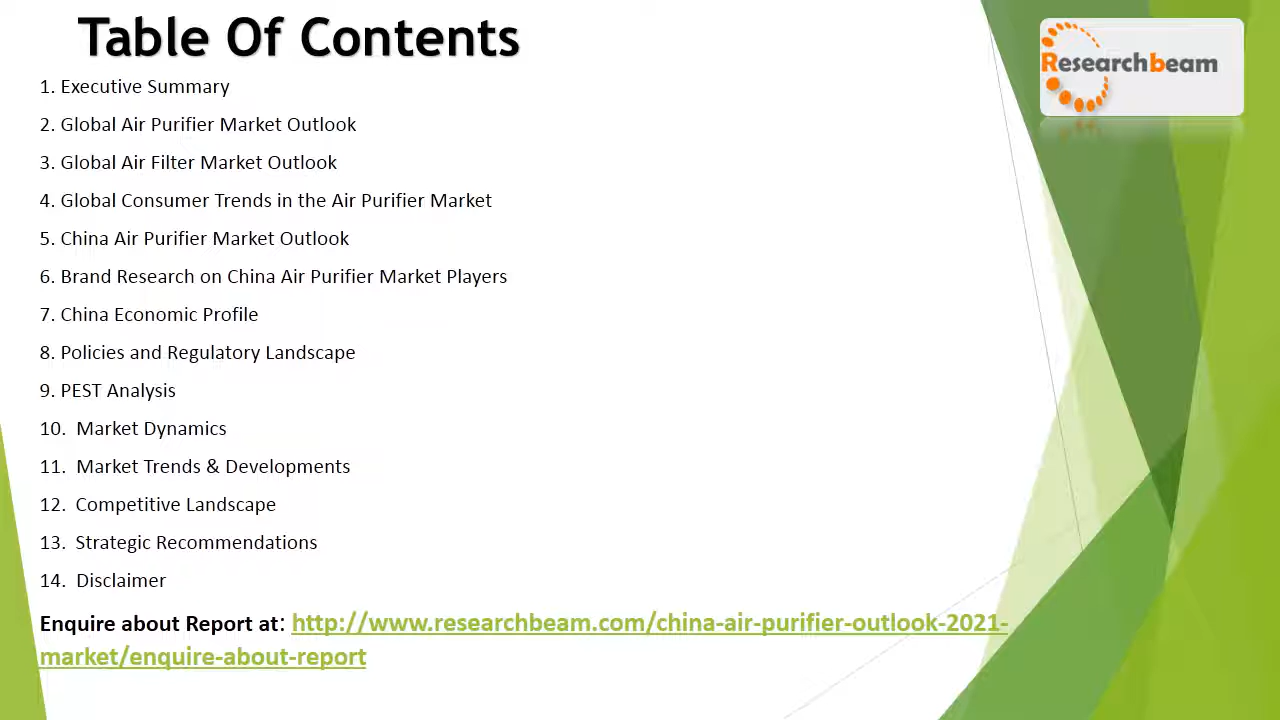 Table Of Contents
Researchbeam
1. Executive Summary
2. Global Air Purifier Market Outlook
3. Global Air Filter Market Outlook
4. Global Consumer Trends in the Air Purifier Market
5. China Air Purifier Market Outlook
6. Brand Research on China Air Purifier Market Players
7. China Economic Profile
8. Policies and Regulatory Landscape
9. PEST Analysis
10. Market Dynamics
11. Market Trends & Developments
12. Competitive Landscape
13. Strategic Recommendations
14. Disclaimer
Enquire about Report at: http://www.researchbeam.com/china-air-purifier-outlook-2021-
market/enquire-about-report